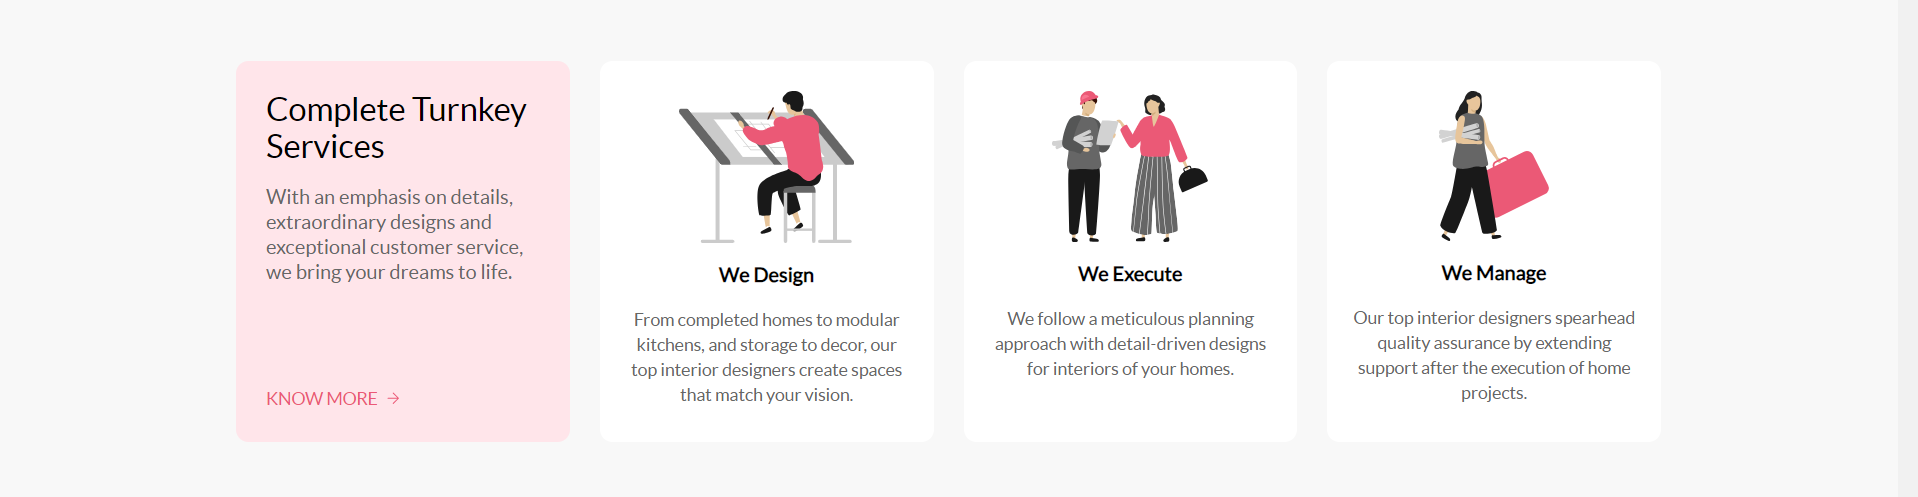 Complete Turnkey
Services
With an emphasis on details,
extraordinary designs and
exceptional customer service,
we bring your dreams to life.
KNOW MORE →
We Design
From completed homes to modular
kitchens, and storage to decor, our
top interior designers create spaces
that match your vision.
We Execute
We follow a meticulous planning
approach with detail-driven designs
for interiors of your homes.
We Manage
Our top interior designers spearhead
quality assurance by extending
support after the execution of home
projects.